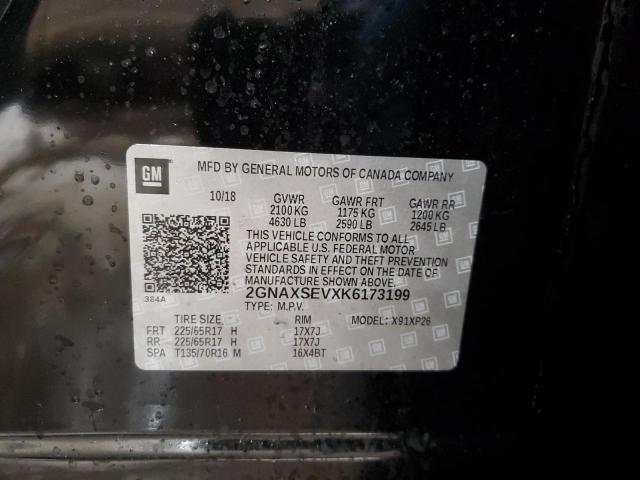 GM
MFD BY GENERAL MOTORS OF CANADA COMPANY
10/18 GVWR GAWR FRT GAWR RR
2100 KG 1175 KG 1200 KG
4630 LB 2590 LB 2645 LB
THIS VEHICLE CONFORMS TO ALL
APPLICABLE U.S. FEDERAL MOTOR
VEHICLE SAFETY AND THEFT
PREVENTION STANDARDS IN
EFFECT ON THE DATE OF
MANUFACTURE SHOWN ABOVE.
384A 2GNAXSEVXK6173199
TYPE: M.P.V. MODEL: X91XP26
TIRE SIZE RIM
FRT 225/65R17 H 17X7J
RR 225/65R17 H 17X7J
SPA T135/70R16 M 16X4BT